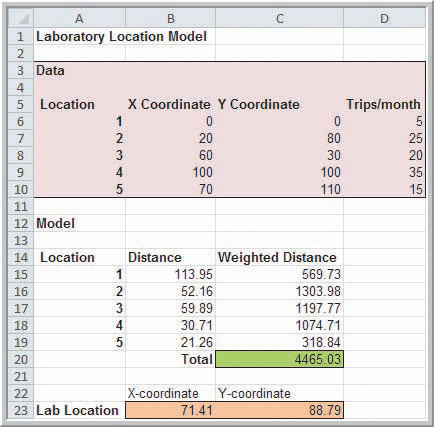 A B C D
1 Laboratory Location Model
2
3 Data
4
5 Location X Coordinate Y Coordinate Trips/month
6 1 0 0 5
7 2 20 80 25
8 3 60 30 20
9 4 100 100 35
10 5 70 110 15
11
12 Model
13
14 Location Distance Weighted Distance
15 1 113.95 569.73
16 2 52.16 1303.98
17 3 59.89 1197.77
18 4 30.71 1074.71
19 5 21.26 318.84
20 Total 4465.03
21
22 X-coordinate Y-coordinate
23 Lab Location 71.41 88.79